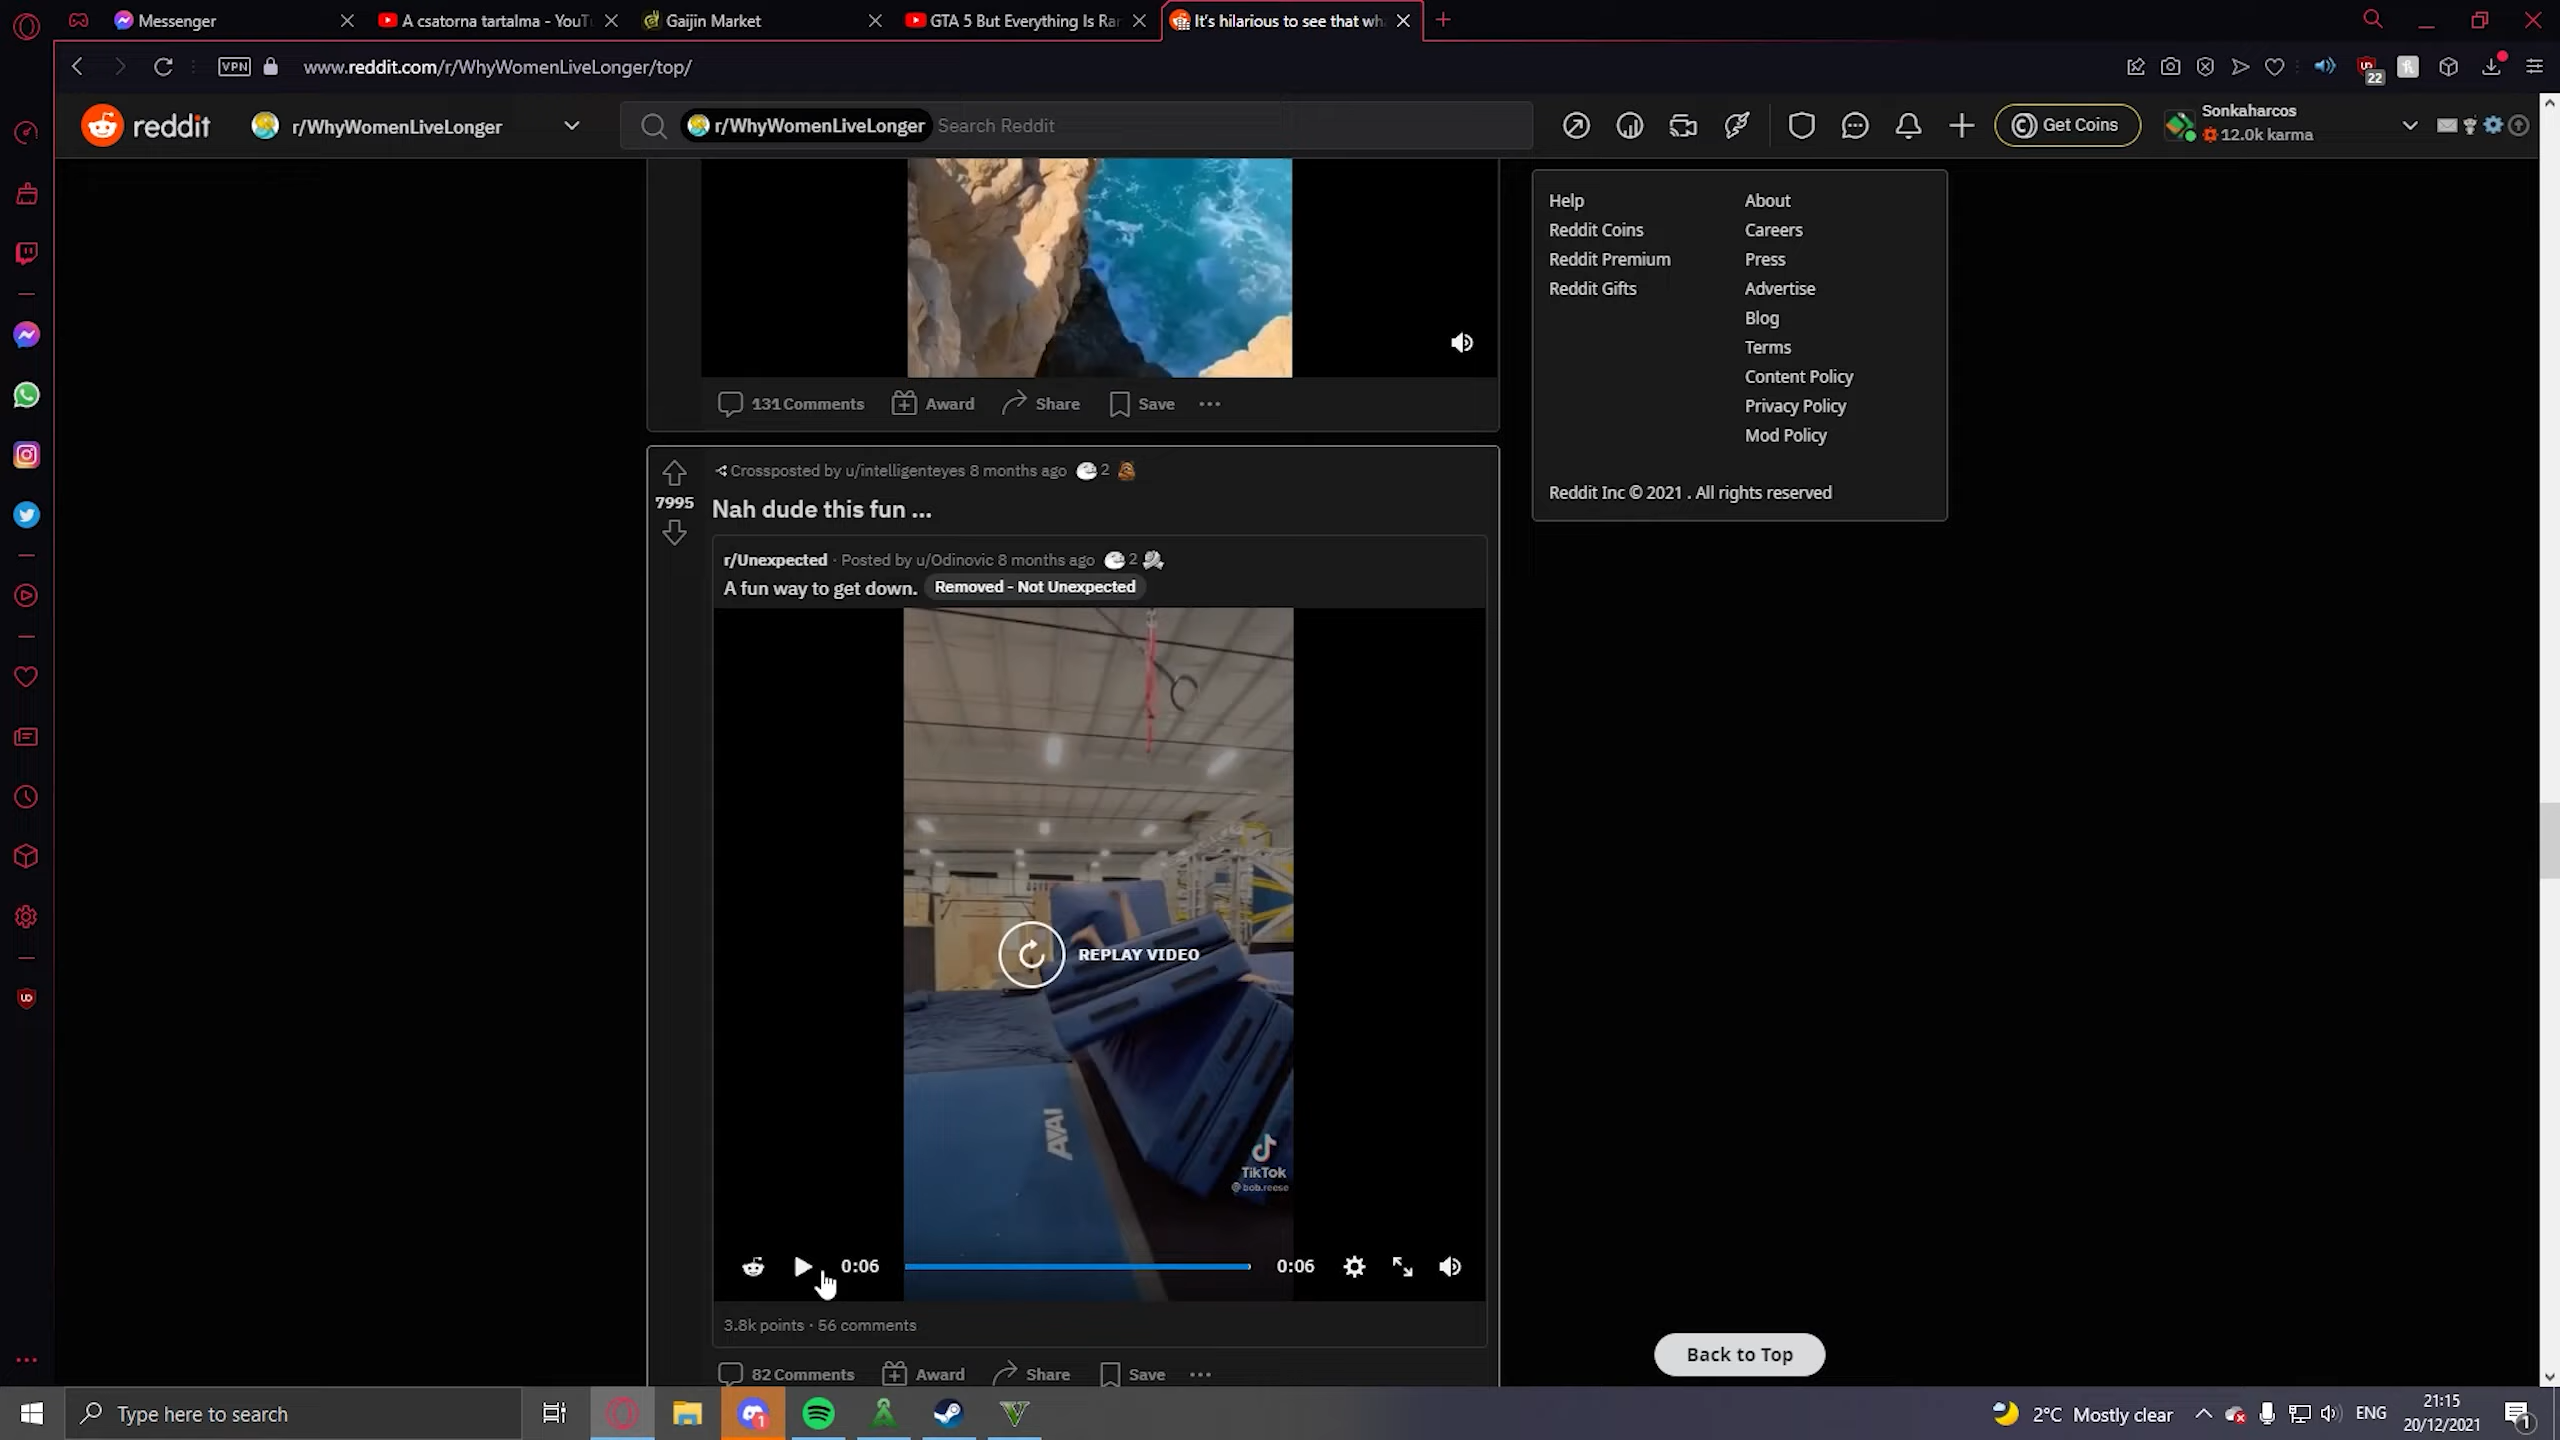 Messenger
A csatorna tartalma - YouT
Gaijin Market
GTA 5 But Everything Is Ra
It's hilarious to see that wh
VPN
www.reddit.com/r/WhyWomenLiveLonger/top/
22
reddit
r/WhyWomenLiveLonger
r/WhyWomenLiveLonger Search Reddit
Get Coins
Sonkaharcos
12.0k karma
Help
About
Reddit Coins
Careers
Reddit Premium
Press
Reddit Gifts
Advertise
Blog
Terms
Content Policy
Privacy Policy
Mod Policy
Reddit Inc © 2021 . All rights reserved
131 Comments Award Share Save
Crossposted by u/intelligenteyes 8 months ago 2
7995
Nah dude this fun ...
r/Unexpected · Posted by u/Odinovic 8 months ago 2
A fun way to get down. Removed - Not Unexpected
REPLAY VIDEO
TikTok
@bob.reese
0:06
0:06
3.8k points · 56 comments
82 Comments Award Share Save
Back to Top
Type here to search
1
2°C Mostly clear
ENG
21:15
20/12/2021
1